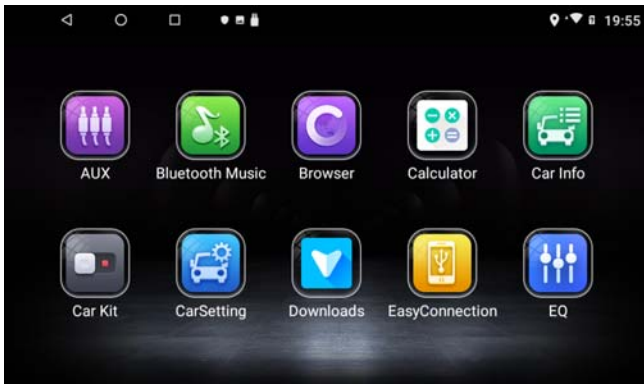 19:55
AUX
Bluetooth Music
Browser
Calculator
Car Info
Car Kit
CarSetting
Downloads
EasyConnection
EQ